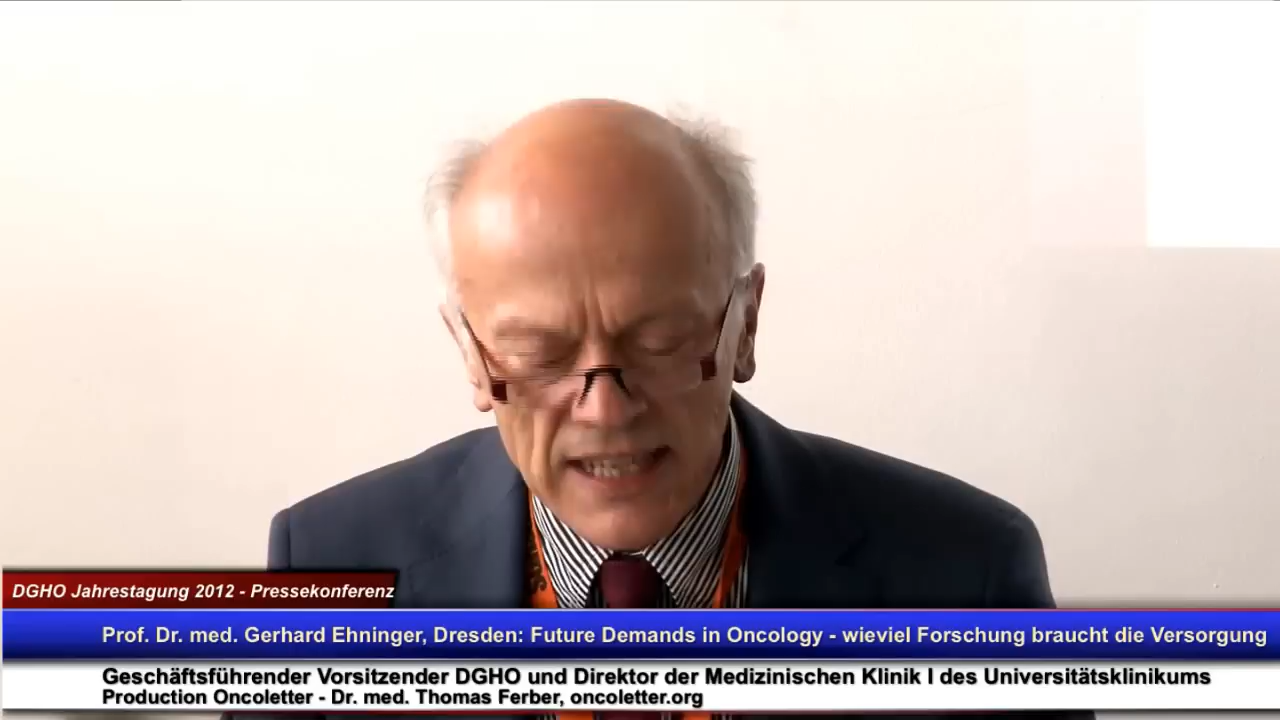 DGHO Jahrestagung 2012 - Pressekonferenz
Prof. Dr. med. Gerhard Ehninger, Dresden: Future Demands in Oncology - wieviel Forschung braucht die Versorgung
Geschäftsführender Vorsitzender DGHO und Direktor der Medizinischen Klinik I des Universitätsklinikums
Production Oncoletter - Dr. med. Thomas Ferber, oncoletter.org